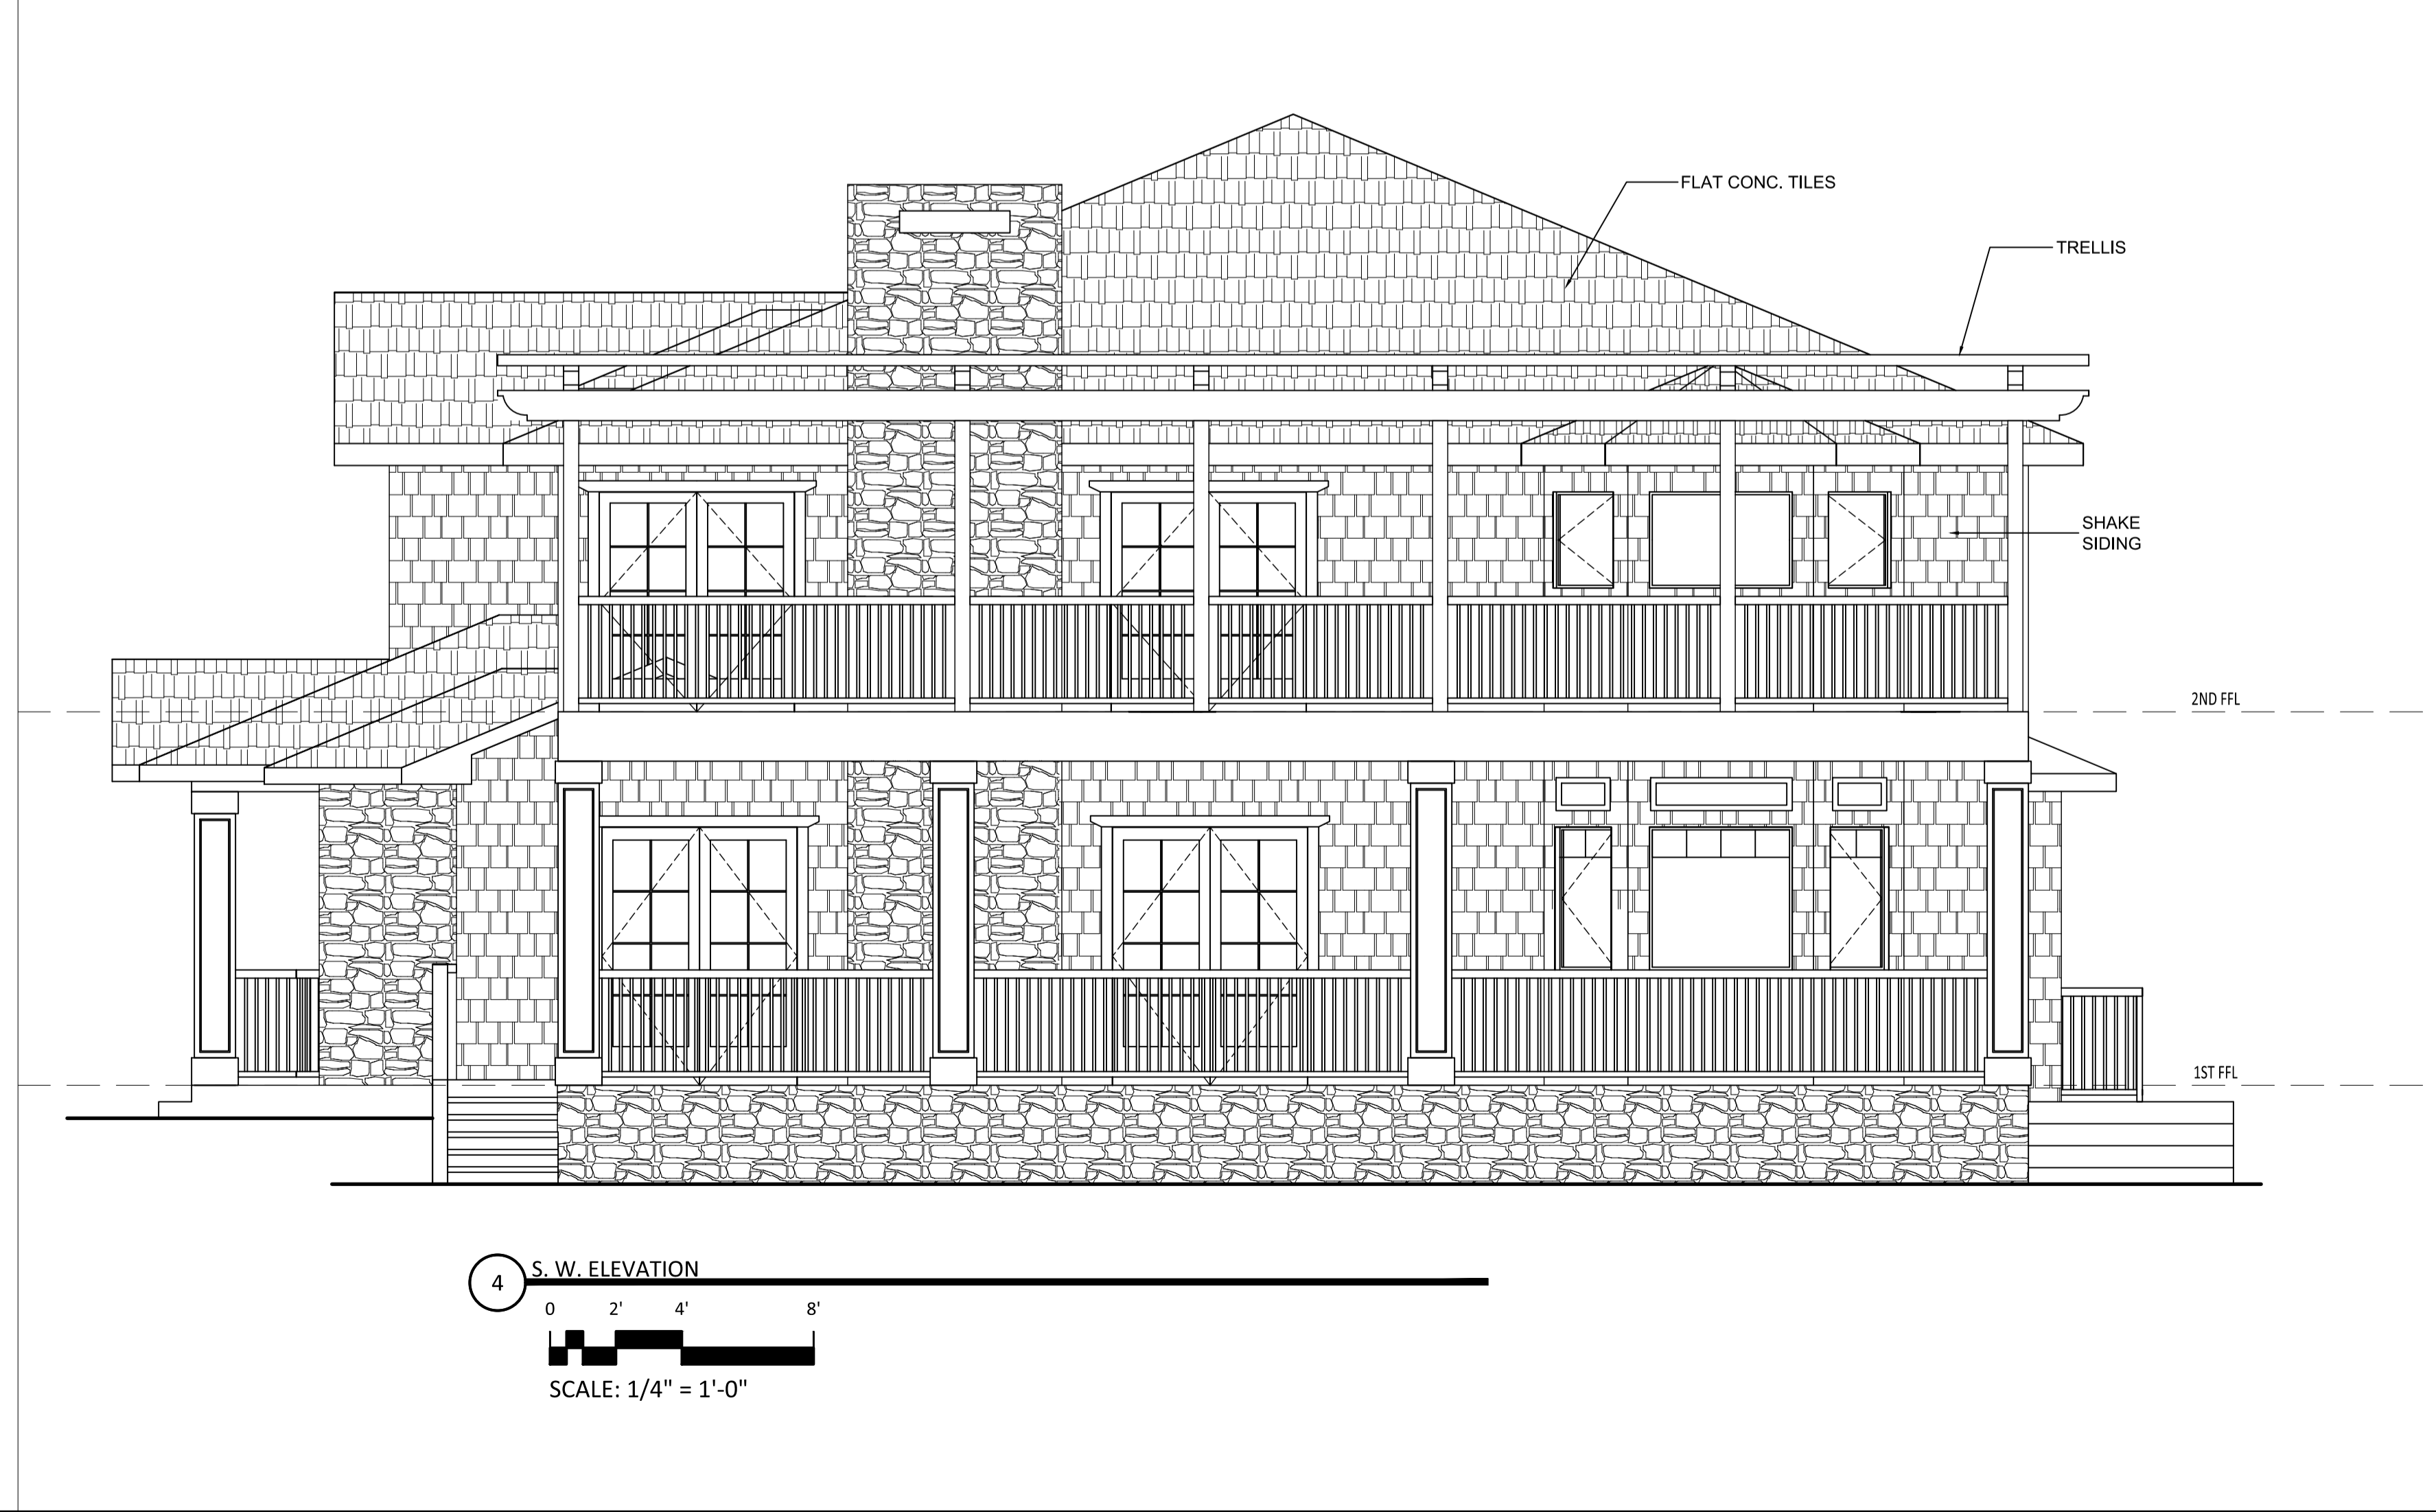 FLAT CONC. TILES
TRELLIS
SHAKE
SIDING
2ND FFL
1ST FFL
4
S. W. ELEVATION
0 2' 4' 8'
SCALE: 1/4" = 1'-0"